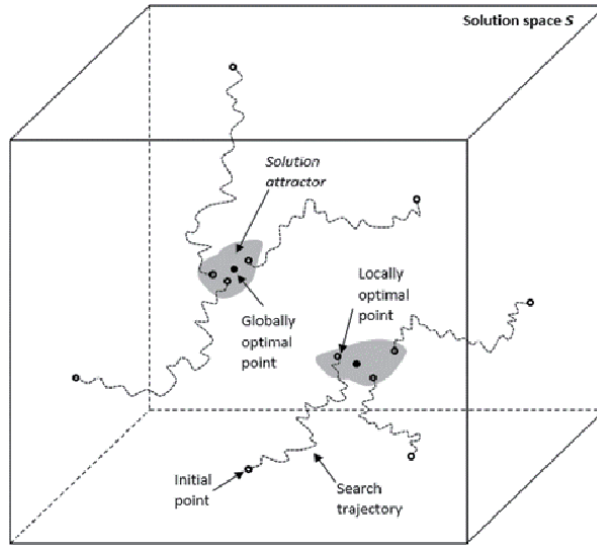 Solution space S
Solution
attractor
Locally
optimal
point
Globally
optimal
point
Initial
point
Search
trajectory